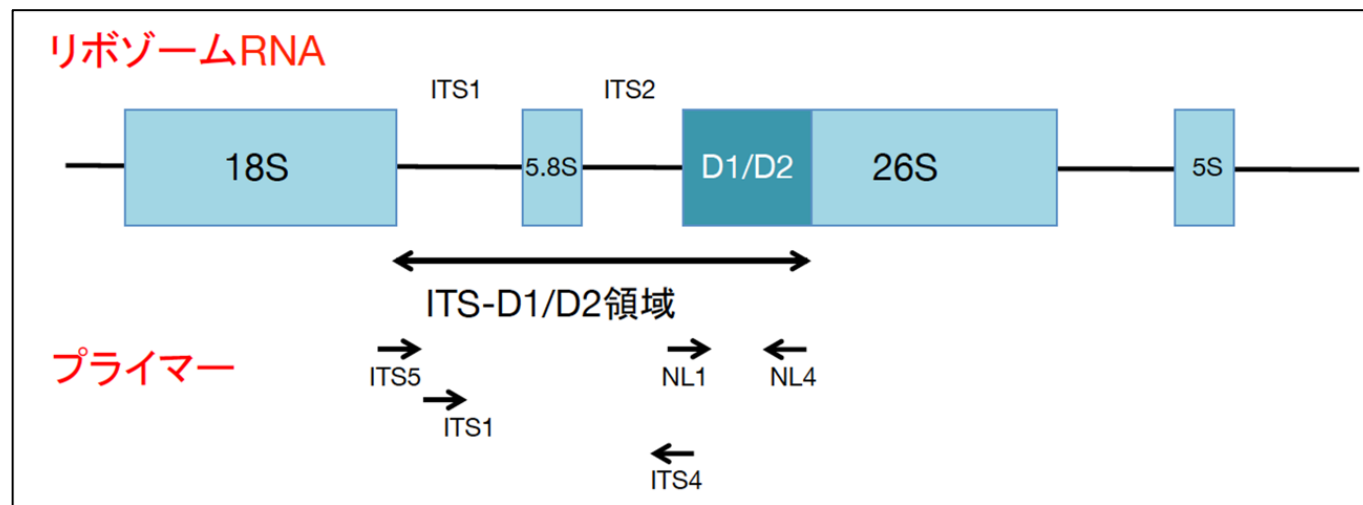 リボゾームRNA
ITS1
ITS2
18S
5.8S
D1/D2
26S
5S
ITS-D1/D2領域
プライマー
ITS5
NL1
NL4
ITS1
ITS4